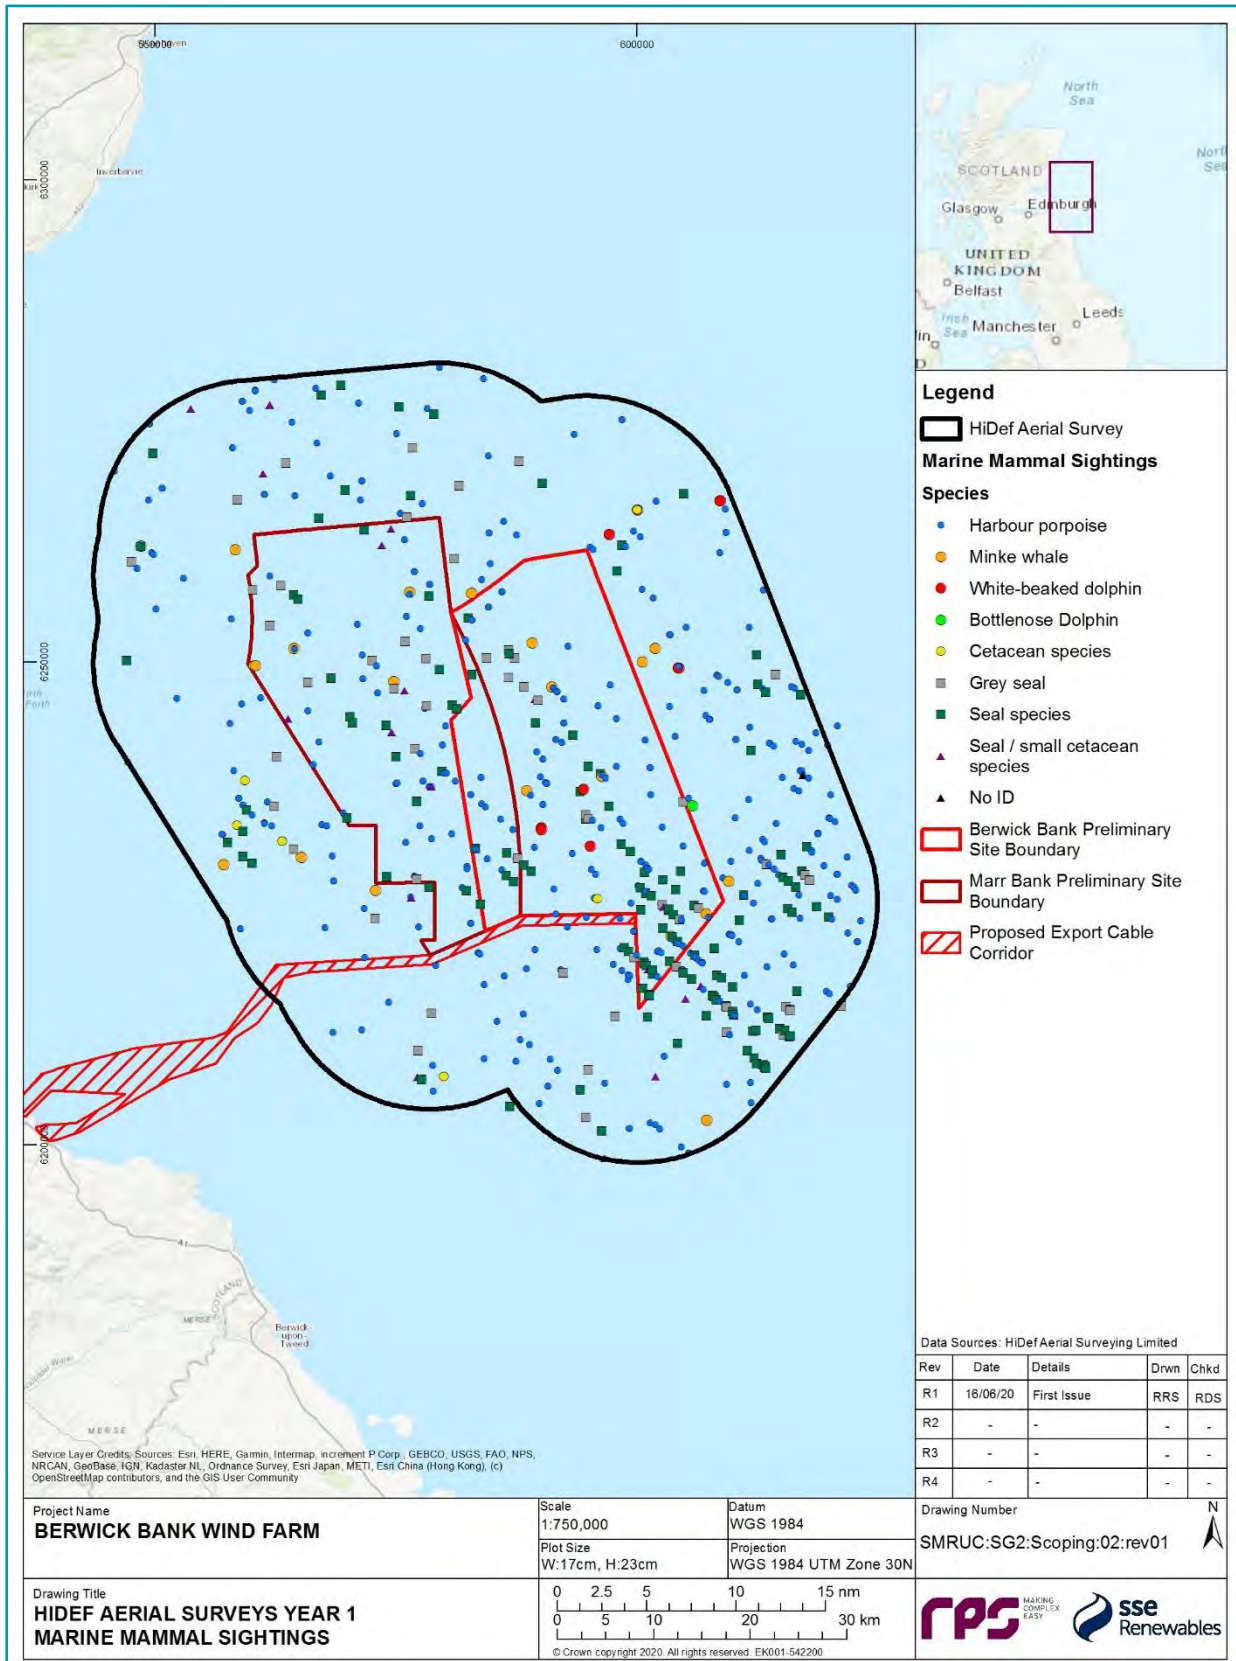 550000
600000
Inverbervie
6300000
6250000
6200000
A1
SCOTLAND
MERSE
Berwick-
upon-
Tweed
MERSE
Service Layer Credits: Sources: Esri, HERE, Garmin, Intermap, increment P Corp., GEBCO, USGS, FAO, NPS,
NRCAN, GeoBase, IGN, Kadaster NL, Ordnance Survey, Esri Japan, METI, Esri China (Hong Kong), (c)
OpenStreetMap contributors, and the GIS User Community
North
Sea
North
Sea
SCOTLAND
Glasgow
Edinburgh
UNITED
KINGDOM
Belfast
Irish
Sea
Manchester
Leeds
Legend
HiDef Aerial Survey
Marine Mammal Sightings
Species
Harbour porpoise
Minke whale
White-beaked dolphin
Bottlenose Dolphin
Cetacean species
Grey seal
Seal species
Seal / small cetacean
species
No ID
Berwick Bank Preliminary
Site Boundary
Marr Bank Preliminary Site
Boundary
Proposed Export Cable
Corridor
Data Sources: HiDef Aerial Surveying Limited
Rev Date Details Drwn Chkd
R1 16/06/20 First Issue RRS RDS
R2 - - - -
R3 - - - -
R4 - - - -
Project Name
BERWICK BANK WIND FARM
Scale
1:750,000
Datum
WGS 1984
Plot Size
W:17cm, H:23cm
Projection
WGS 1984 UTM Zone 30N
Drawing Number
SMRUC:SG2:Scoping:02:rev01
N
Drawing Title
HIDEF AERIAL SURVEYS YEAR 1
MARINE MAMMAL SIGHTINGS
0 2.5 5 10 15 nm
0 5 10 20 30 km
© Crown copyright 2020. All rights reserved. EK001-542200
rps
MAKING
COMPLEX
EASY
sse
Renewables